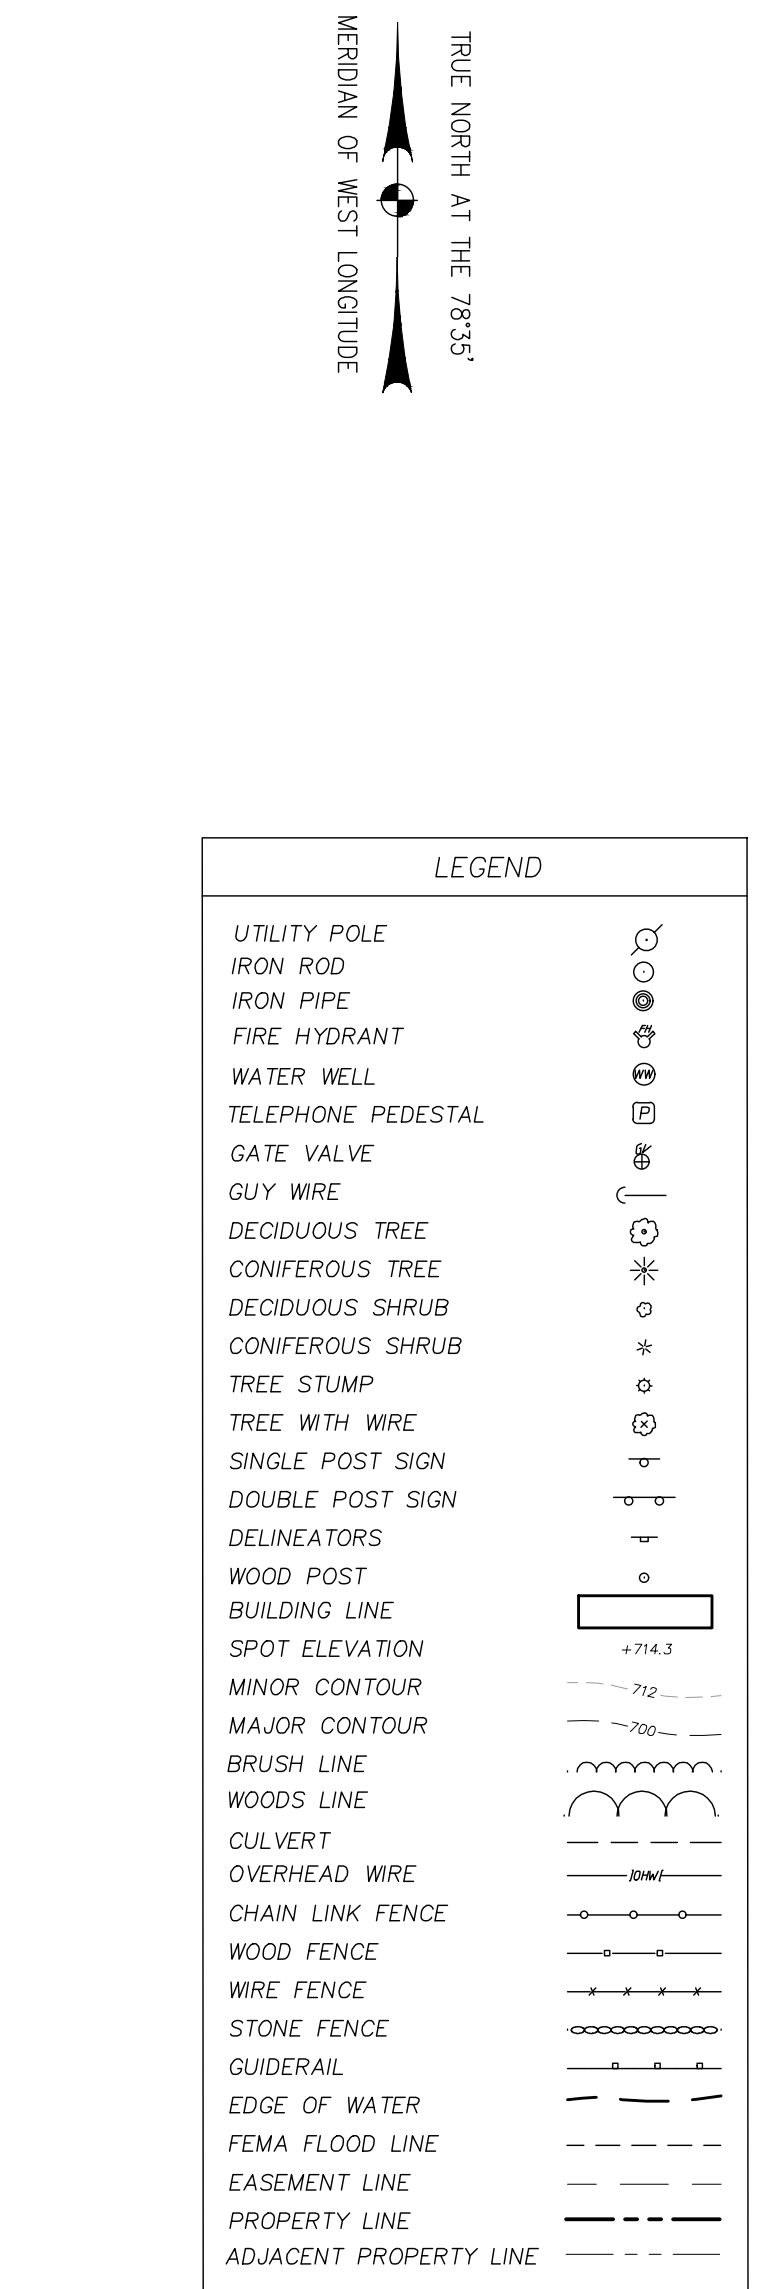 TRUE NORTH AT THE 78°35'
MERIDIAN OF WEST LONGITUDE
LEGEND
UTILITY POLE
IRON ROD
IRON PIPE
FIRE HYDRANT FH
WATER WELL WW
TELEPHONE PEDESTAL P
GATE VALVE GV
GUY WIRE
DECIDUOUS TREE
CONIFEROUS TREE
DECIDUOUS SHRUB
CONIFEROUS SHRUB
TREE STUMP
TREE WITH WIRE
SINGLE POST SIGN
DOUBLE POST SIGN
DELINEATORS
WOOD POST
BUILDING LINE
SPOT ELEVATION +714.3
MINOR CONTOUR 712
MAJOR CONTOUR 700
BRUSH LINE
WOODS LINE
CULVERT
OVERHEAD WIRE ]OHW[
CHAIN LINK FENCE
WOOD FENCE
WIRE FENCE
STONE FENCE
GUIDERAIL
EDGE OF WATER
FEMA FLOOD LINE
EASEMENT LINE
PROPERTY LINE
ADJACENT PROPERTY LINE